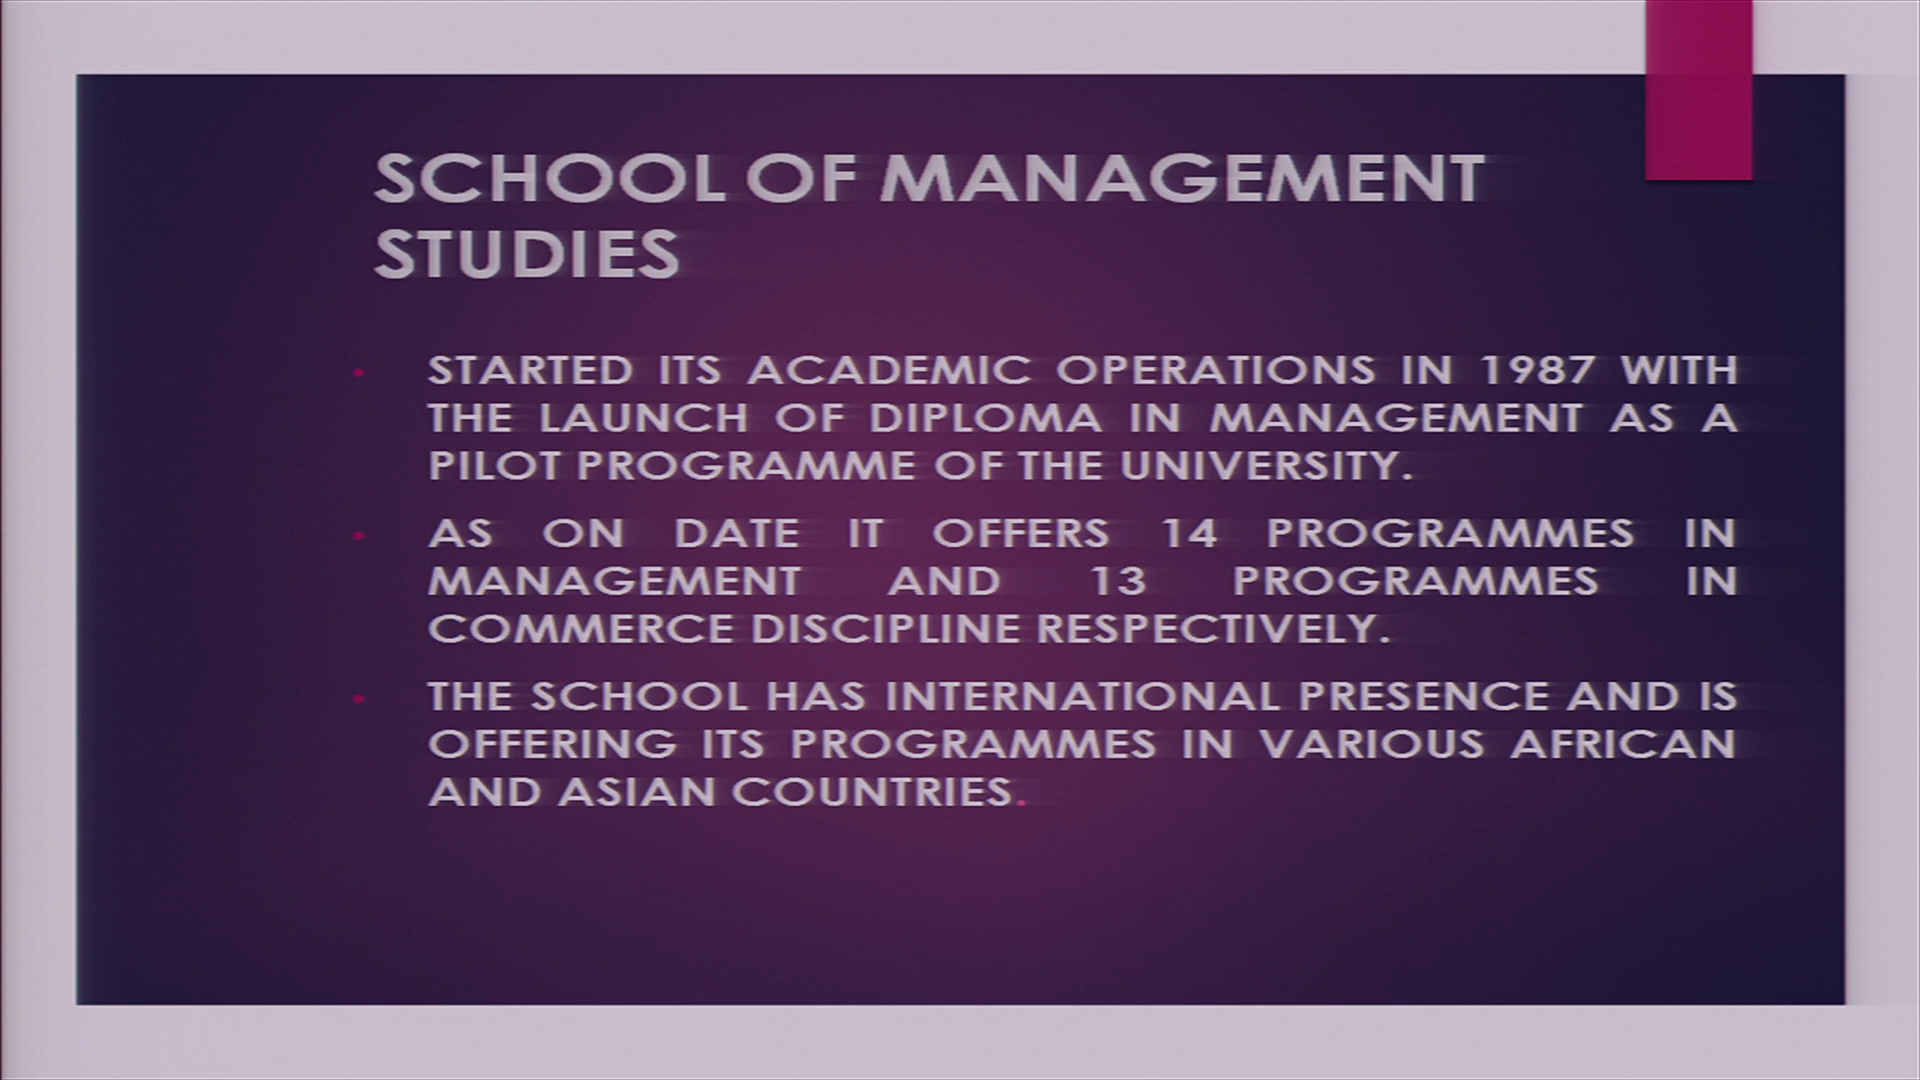 SCHOOL OF MANAGEMENT
STUDIES
• STARTED ITS ACADEMIC OPERATIONS IN 1987 WITH
THE LAUNCH OF DIPLOMA IN MANAGEMENT AS A
PILOT PROGRAMME OF THE UNIVERSITY.
• AS ON DATE IT OFFERS 14 PROGRAMMES IN
MANAGEMENT AND 13 PROGRAMMES IN
COMMERCE DISCIPLINE RESPECTIVELY.
• THE SCHOOL HAS INTERNATIONAL PRESENCE AND IS
OFFERING ITS PROGRAMMES IN VARIOUS AFRICAN
AND ASIAN COUNTRIES.